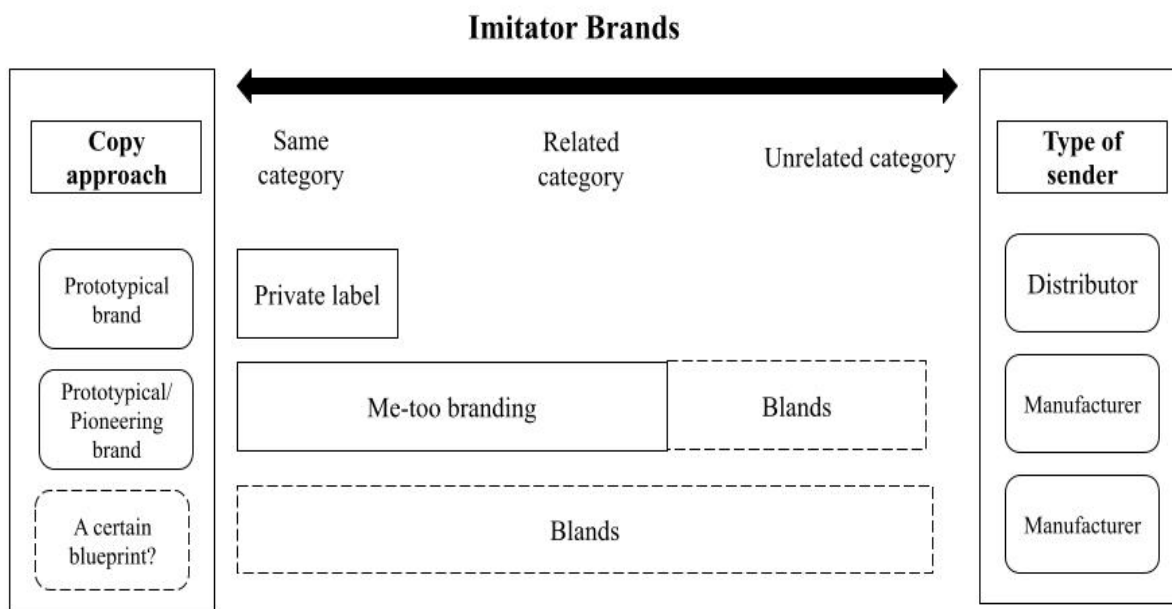 Imitator Brands
Copy
approach
Same
category
Related
category
Unrelated category
Type of
sender
Prototypical
brand
Private label
Distributor
Prototypical/
Pioneering
brand
Me-too branding
Blands
Manufacturer
A certain
blueprint?
Blands
Manufacturer